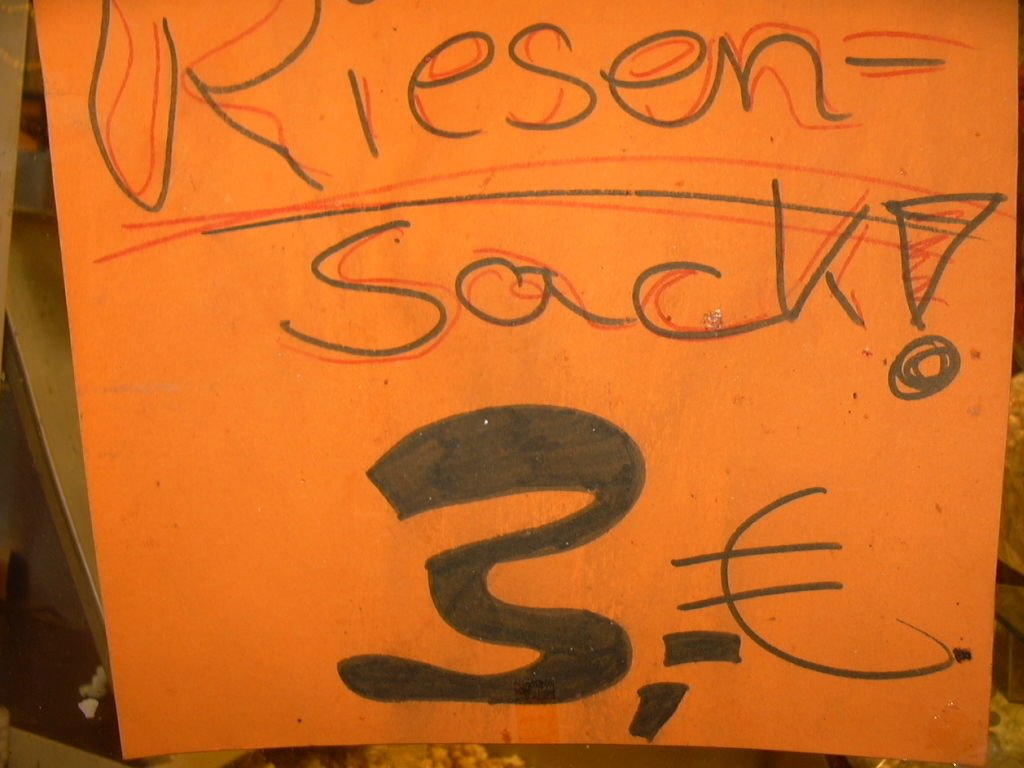 Riesen=
sack!
3,-€